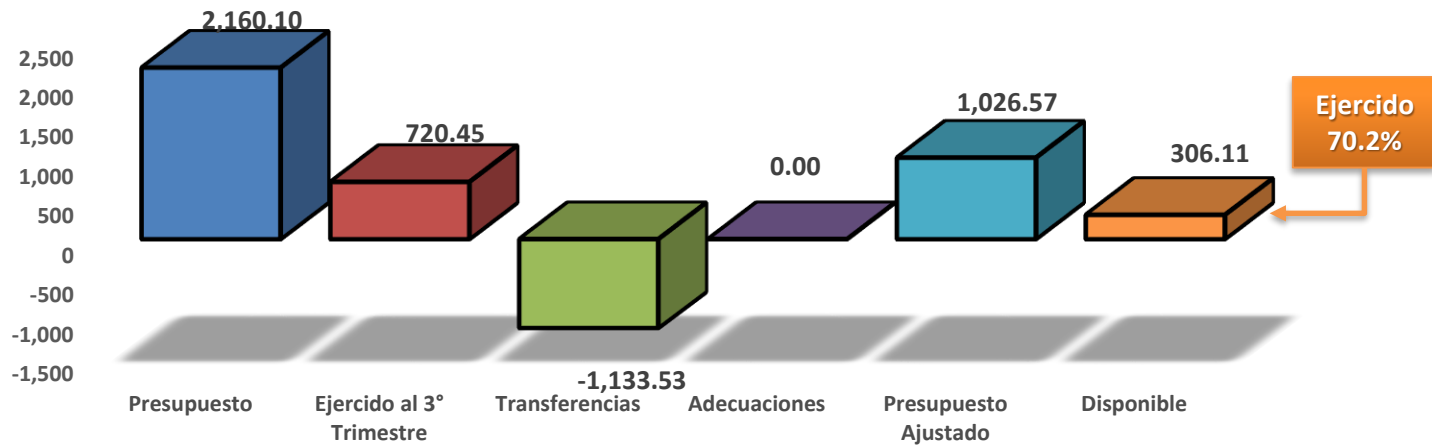 2,160.10
2,500
2,000
1,500
1,000
500
0
-500
-1,000
-1,500
720.45
-1,133.53
0.00
1,026.57
306.11
Ejercido
70.2%
Presupuesto
Ejercido al 3°
Trimestre
Transferencias
Adecuaciones
Presupuesto
Ajustado
Disponible